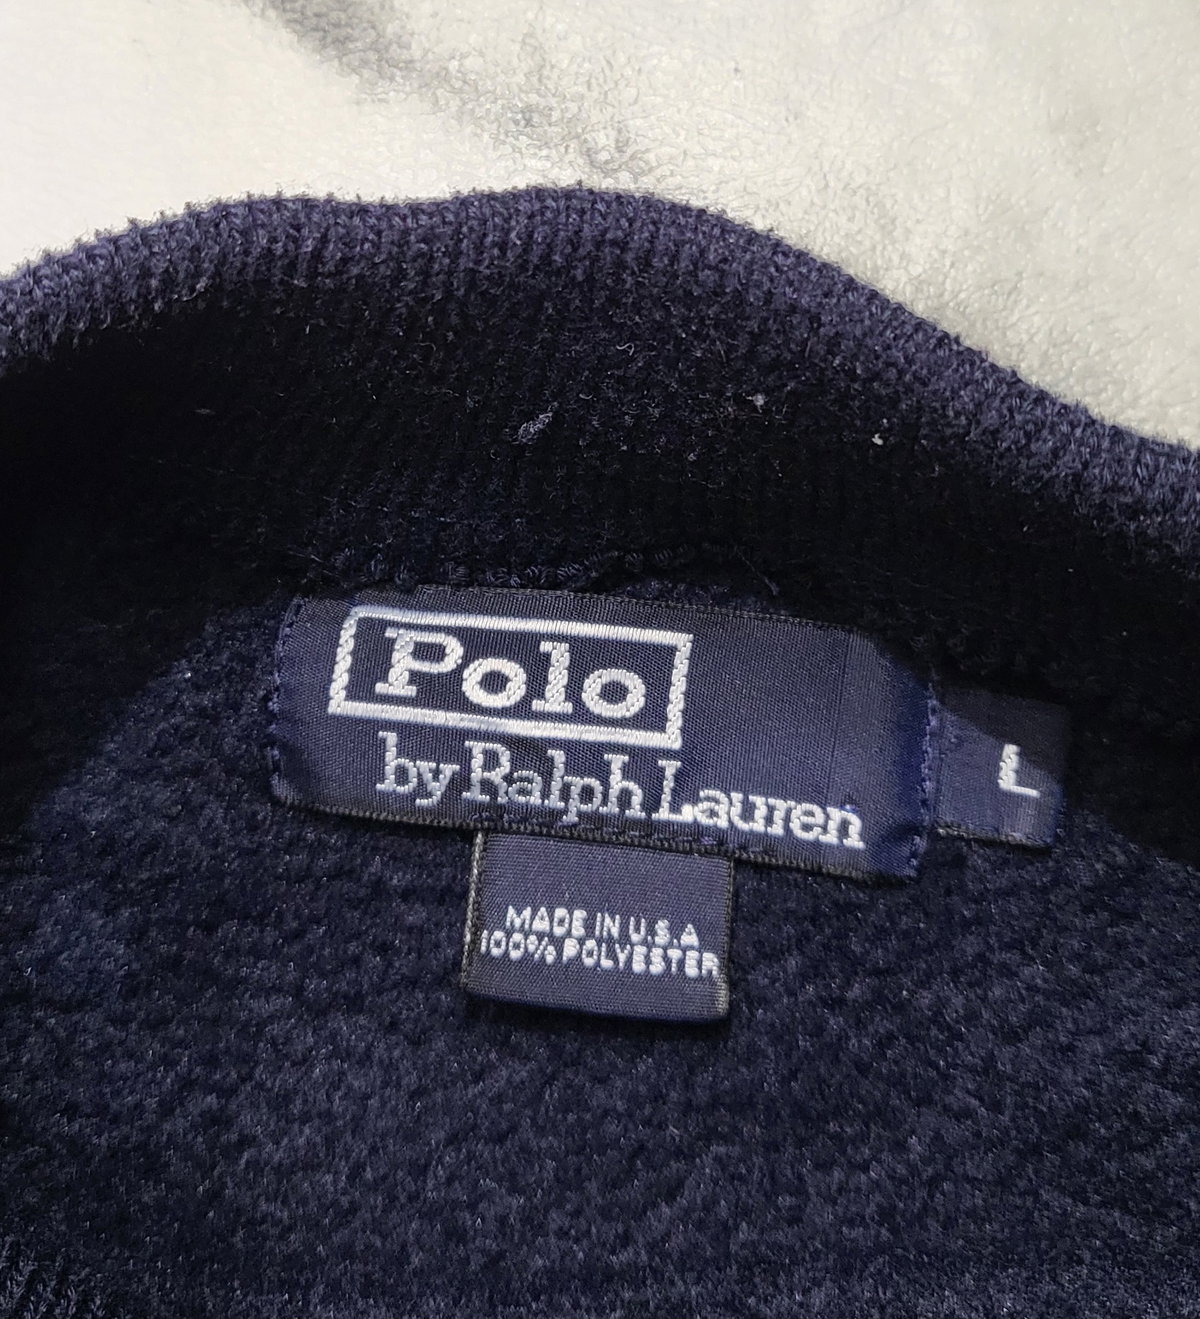 Polo
by Ralph Lauren
L
MADE IN U.S.A
100% POLYESTER